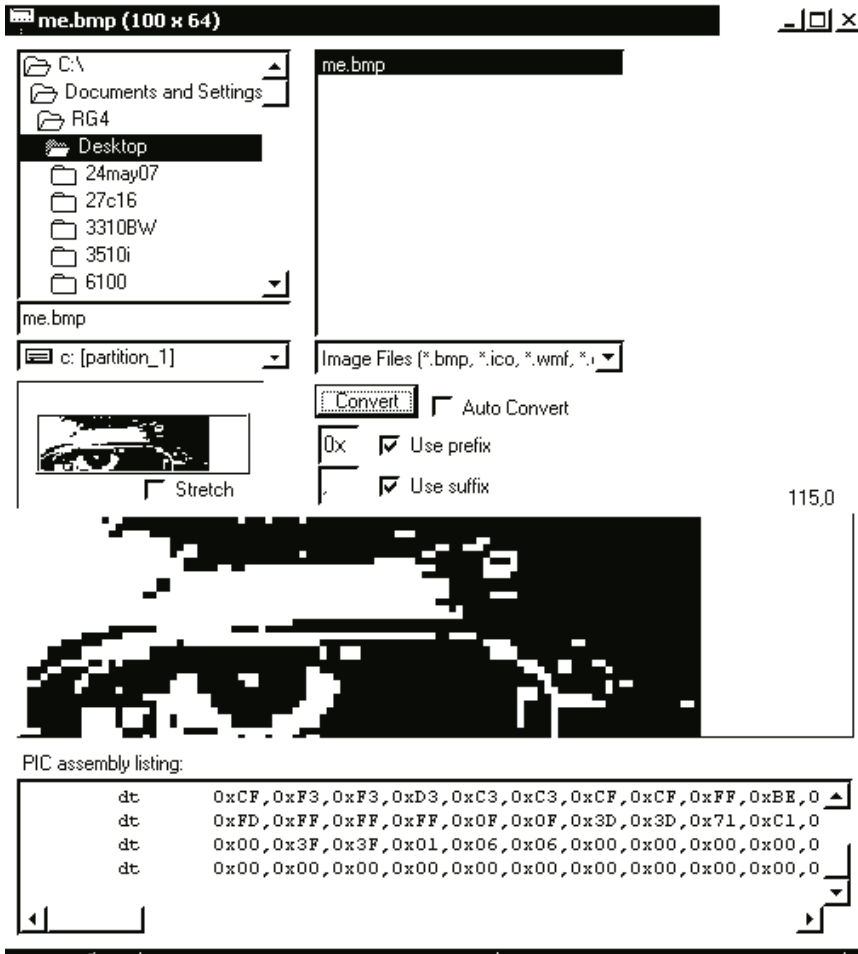 me.bmp (100 x 64)
C:\
Documents and Settings
RG4
Desktop
24may07
27c16
3310BW
3510i
6100
me.bmp
me.bmp
c: [partition_1]
Image Files (*.bmp, *.ico, *.wmf, *.
Convert
Auto Convert
0x
Use prefix
,
Use suffix
Stretch
115,0
PIC assembly listing:
dt 0xCF,0xF3,0xF3,0xD3,0xC3,0xC3,0xCF,0xCF,0xFF,0xBE,0
dt 0xFD,0xFF,0xFF,0xFF,0x0F,0x0F,0x3D,0x3D,0x71,0xC1,0
dt 0x00,0x3F,0x3F,0x01,0x06,0x06,0x00,0x00,0x00,0x00,0
dt 0x00,0x00,0x00,0x00,0x00,0x00,0x00,0x00,0x00,0x00,0